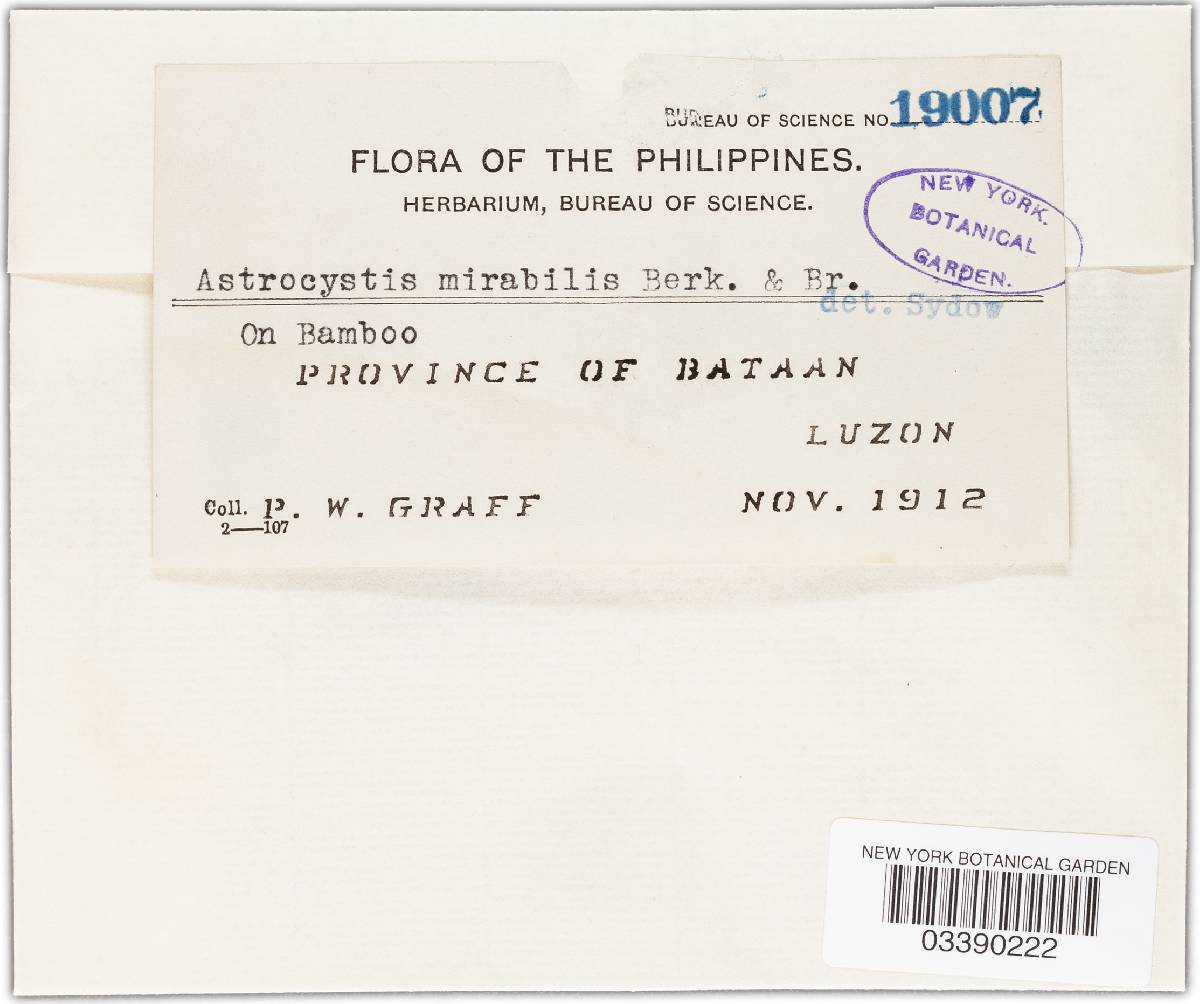 BUREAU OF SCIENCE NO. 19007
FLORA OF THE PHILIPPINES.
HERBARIUM, BUREAU OF SCIENCE.
NEW YORK.
BOTANICAL
GARDEN.
Astrocystis mirabilis Berk. & Br.
det. Sydow
On Bamboo
PROVINCE OF BATAAN
LUZON
Coll. P. W. GRAFF NOV. 1912
2—107
NEW YORK BOTANICAL GARDEN
03390222